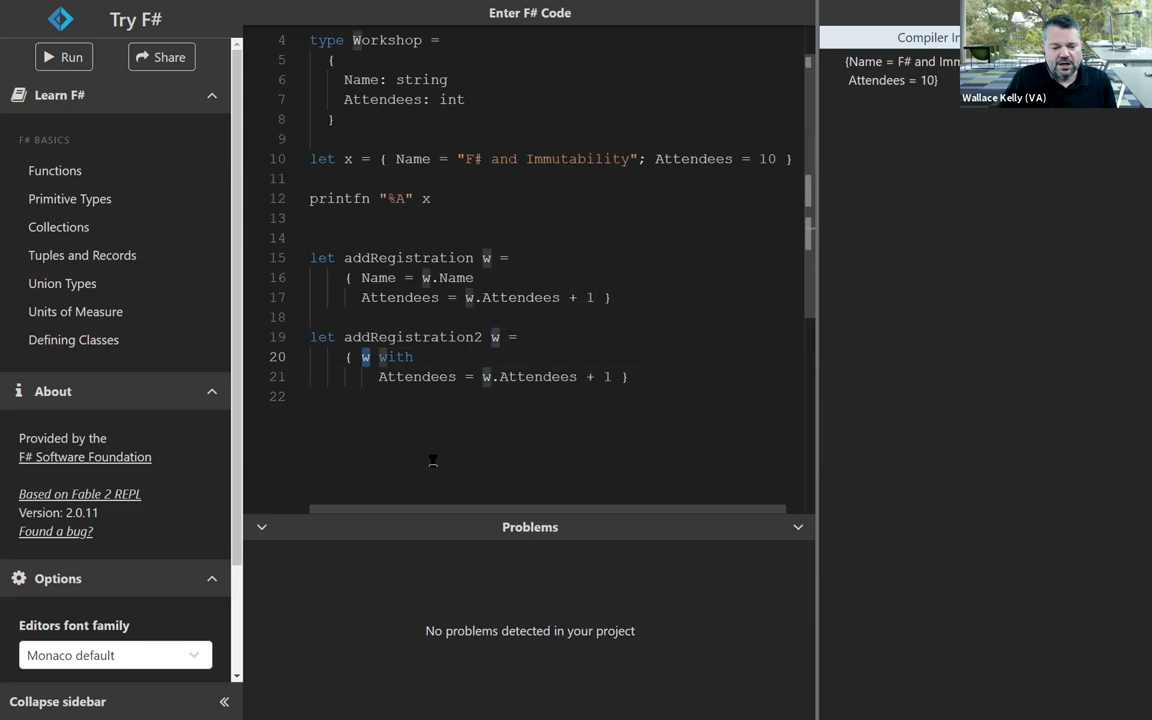 Try F#
Enter F# Code
Run
Share
Learn F#
F# BASICS
Functions
Primitive Types
Collections
Tuples and Records
Union Types
Units of Measure
Defining Classes
About
Provided by the
F# Software Foundation
Based on Fable 2 REPL
Version: 2.0.11
Found a bug?
Options
Editors font family
Monaco default
Collapse sidebar
4 type Workshop =
5 {
6 Name: string
7 Attendees: int
8 }
9
10 let x = { Name = "F# and Immutability"; Attendees = 10 }
11
12 printfn "%A" x
13
14
15 let addRegistration w =
16 { Name = w.Name
17 Attendees = w.Attendees + 1 }
18
19 let addRegistration2 w =
20 { w with
21 Attendees = w.Attendees + 1 }
22
Problems
No problems detected in your project
Compiler
{Name = F# and Imm
Attendees = 10}
Wallace Kelly (VA)